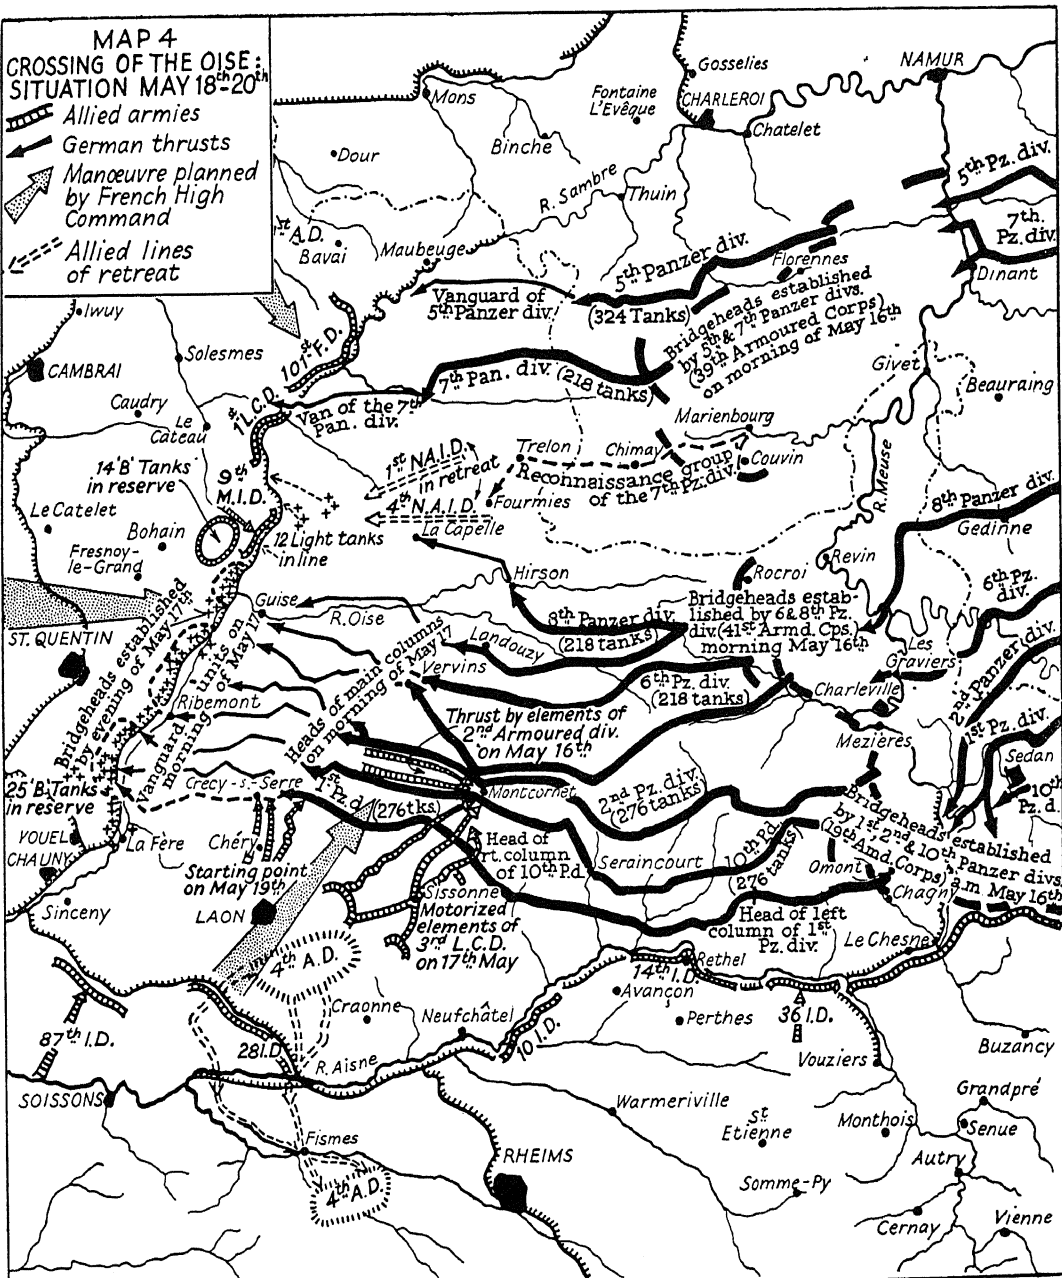 MAP 4
CROSSING OF THE OISE:
SITUATION MAY 18th-20th
Allied armies
German thrusts
Manœuvre planned
by French High
Command
Allied lines
of retreat
Gosselies
NAMUR
Mons
Fontaine
L'Evêque
CHARLEROI
Chatelet
Binche
Dour
R. Sambre
Thuin
5th Pz. div.
7th.
Pz. div.
st A.D.
Bavai
Maubeuge
5th Panzer div.
(324 Tanks)
Florennes
Dinant
Vanguard of
5th Panzer div.
Bridgeheads established
by 5th & 7th Panzer divs.
(39th Armoured Corps)
on morning of May 16th
Iwuy
Solesmes
101st F.D.
CAMBRAI
Caudry
Le
Cateau
1st L.C.D.
Van of the 7th
Pan. div.
7th Pan. div. (218 tanks)
Givet
Beauraing
Marienbourg
Trelon
Chimay
Couvin
Reconnaissance group
of the 7th Pz. div.
R. Meuse
14 'B' Tanks
in reserve
9th
M.I.D.
1st N.A.I.D.
in retreat
4th N.A.I.D.
Fourmies
La Capelle
8th Panzer div.
Gedinne
Le Catelet
Bohain
Fresnoy-
le-Grand
12 Light tanks
in line
Hirson
Revin
Rocroi
6th Pz.
div.
Guise
R. Oise
8th Panzer div.
(218 tanks)
Bridgeheads estab-
lished by 6 & 8th Pz.
div. (41st Armd. Cps.)
morning May 16th
Les
Graviers
2nd Panzer div.
ST. QUENTIN
Bridgeheads established
by evening of May 17th
Vanguard units on
morning of May 17
Ribemont
Heads of main columns
on morning of May 17
Landouzy
Vervins
6th Pz. div.
(218 tanks)
Charleville
Mezières
1st Pz. div.
Sedan
10th
Pz. d.
Thrust by elements of
2nd Armoured div.
on May 16th
25 'B' Tanks
in reserve
Crecy-s.-Serre
1st Pz. d.
(276 tks)
Montcornet
2nd Pz. div.
(276 tanks)
Bridgeheads established
by 1st 2nd & 10th Panzer divs.
(19th Amd. Corps) a.m May 16th
YOUEL
CHAUNY
La Fère
Chéry
Starting point
on May 19th
Head of
rt. column
of 10th P.d.
Seraincourt
10th P.d.
(276 tanks)
Omont
Chagny
Sinceny
LAON
Sissonne
Motorized
elements of
3rd L.C.D.
on 17th May
Head of left
column of 1st
Pz. div.
Le Chesne
4th A.D.
14th I.D.
Rethel
Avançon
Craonne
Neufchâtel
10 I.D.
Perthes
36 I.D.
Vouziers
Buzancy
87th I.D.
28 I.D.
R. Aisne
SOISSONS
Fismes
4th A.D.
RHEIMS
Warmeriville
St
Etienne
Monthois
Grandpré
Senue
Autry
Somme-Py
Cernay
Vienne